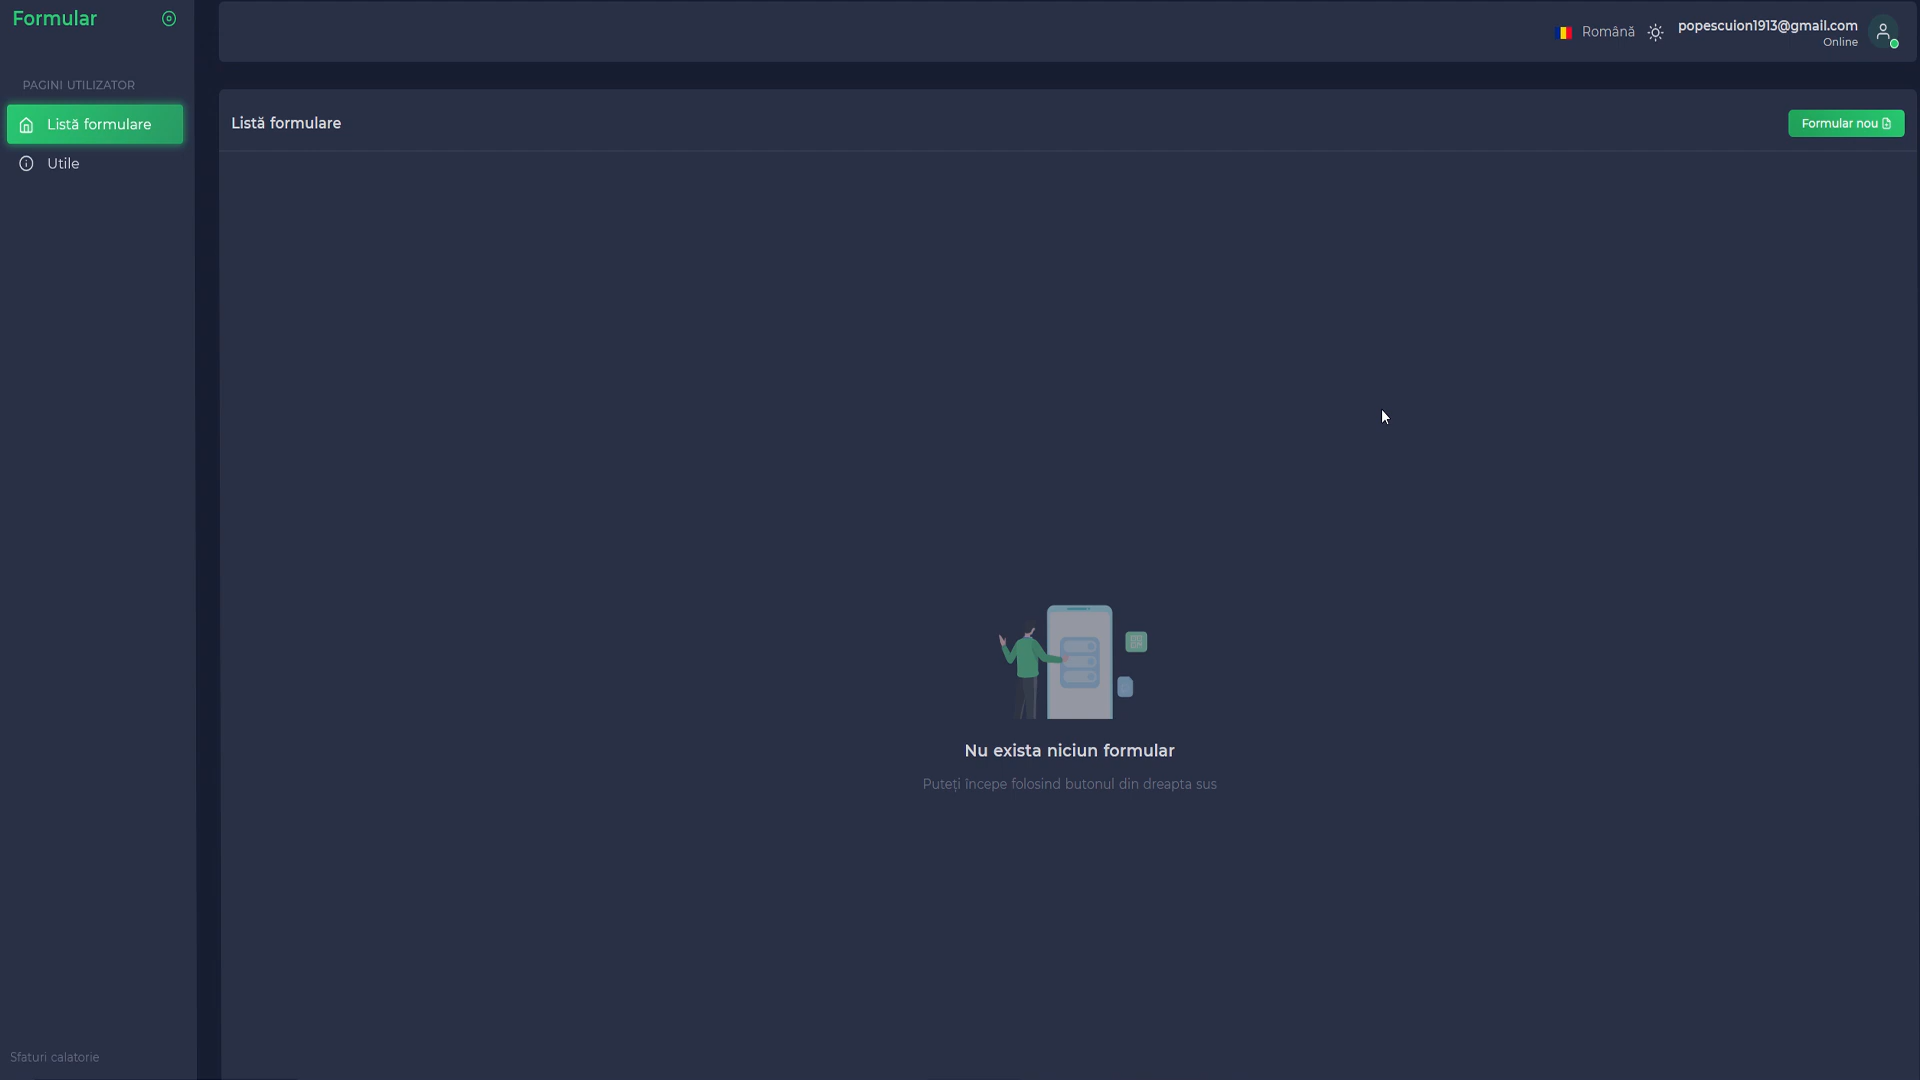 Formular
Română
popescuion1913@gmail.com
Online
PAGINI UTILIZATOR
Listă formulare
Utile
Listă formulare
Formular nou
Nu exista niciun formular
Puteți începe folosind butonul din dreapta sus
Sfaturi calatorie